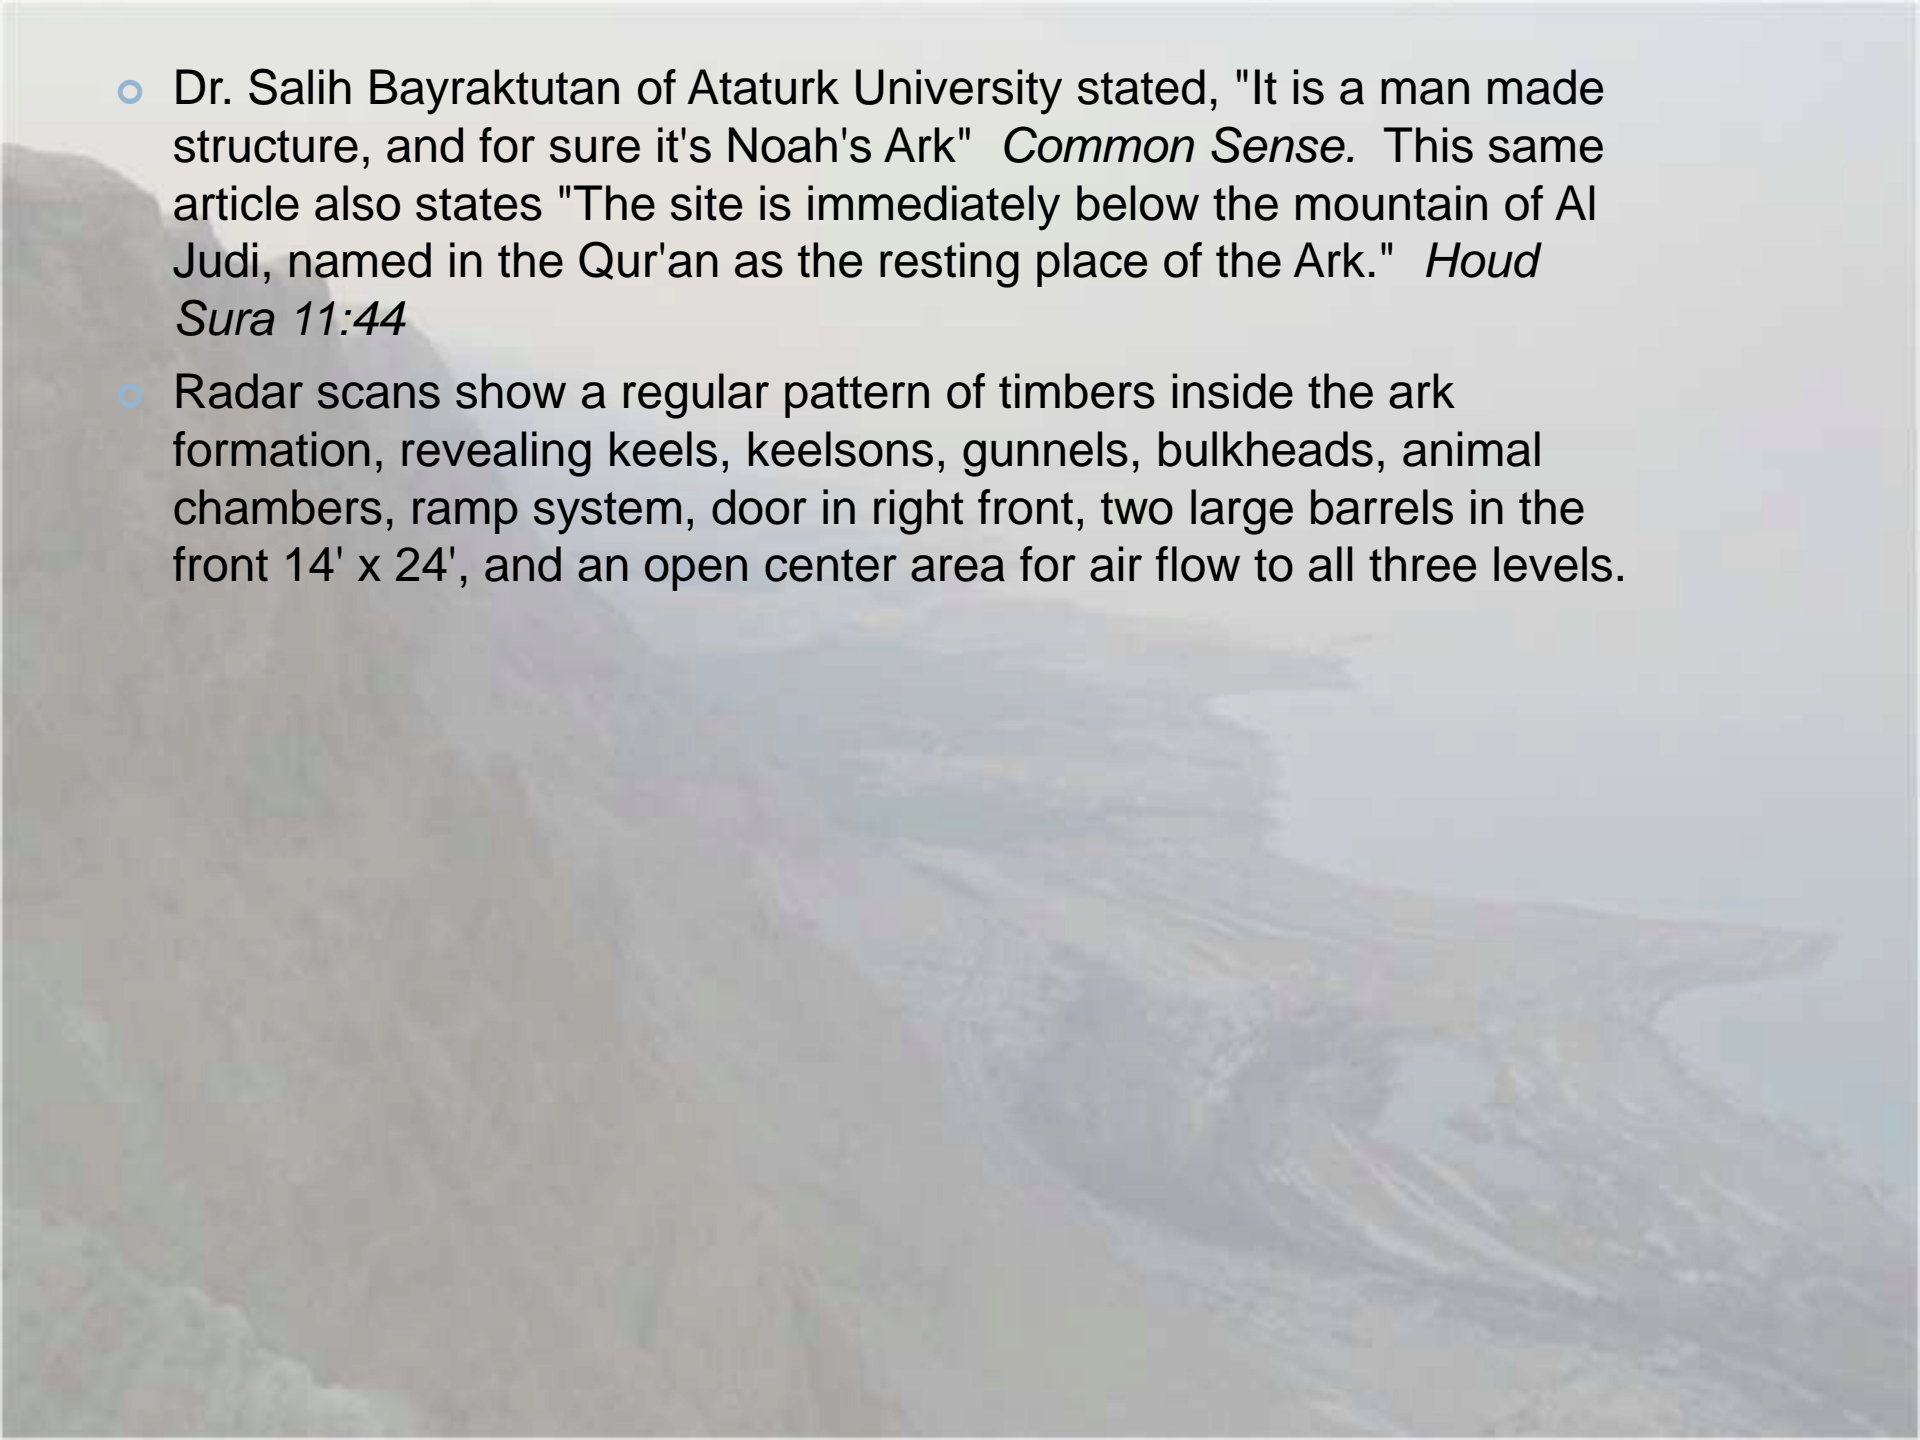 Dr. Salih Bayraktutan of Ataturk University stated, "It is a man made
structure, and for sure it's Noah's Ark"  Common Sense.  This same
article also states "The site is immediately below the mountain of Al
Judi, named in the Qur'an as the resting place of the Ark."  Houd
Sura 11:44
Radar scans show a regular pattern of timbers inside the ark
formation, revealing keels, keelsons, gunnels, bulkheads, animal
chambers, ramp system, door in right front, two large barrels in the
front 14' x 24', and an open center area for air flow to all three levels.